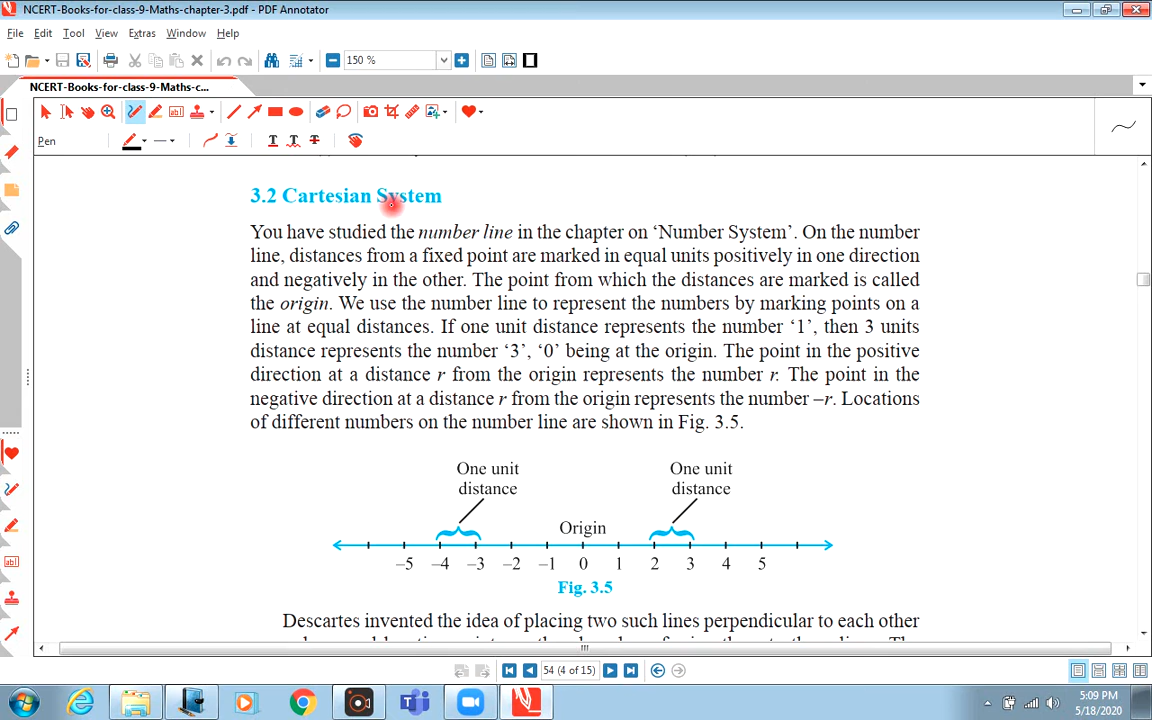 NCERT-Books-for-class-9-Maths-chapter-3.pdf - PDF Annotator
File Edit Tool View Extras Window Help
150 %
NCERT-Books-for-class-9-Maths-c...
Pen
3.2 Cartesian System
You have studied the number line in the chapter on ‘Number System’. On the number
line, distances from a fixed point are marked in equal units positively in one direction
and negatively in the other. The point from which the distances are marked is called
the origin. We use the number line to represent the numbers by marking points on a
line at equal distances. If one unit distance represents the number ‘1’, then 3 units
distance represents the number ‘3’, ‘0’ being at the origin. The point in the positive
direction at a distance r from the origin represents the number r. The point in the
negative direction at a distance r from the origin represents the number –r. Locations
of different numbers on the number line are shown in Fig. 3.5.
One unit One unit
distance distance
Origin
–5 –4 –3 –2 –1 0 1 2 3 4 5
Fig. 3.5
Descartes invented the idea of placing two such lines perpendicular to each other
54 (4 of 15)
5:09 PM
5/18/2020